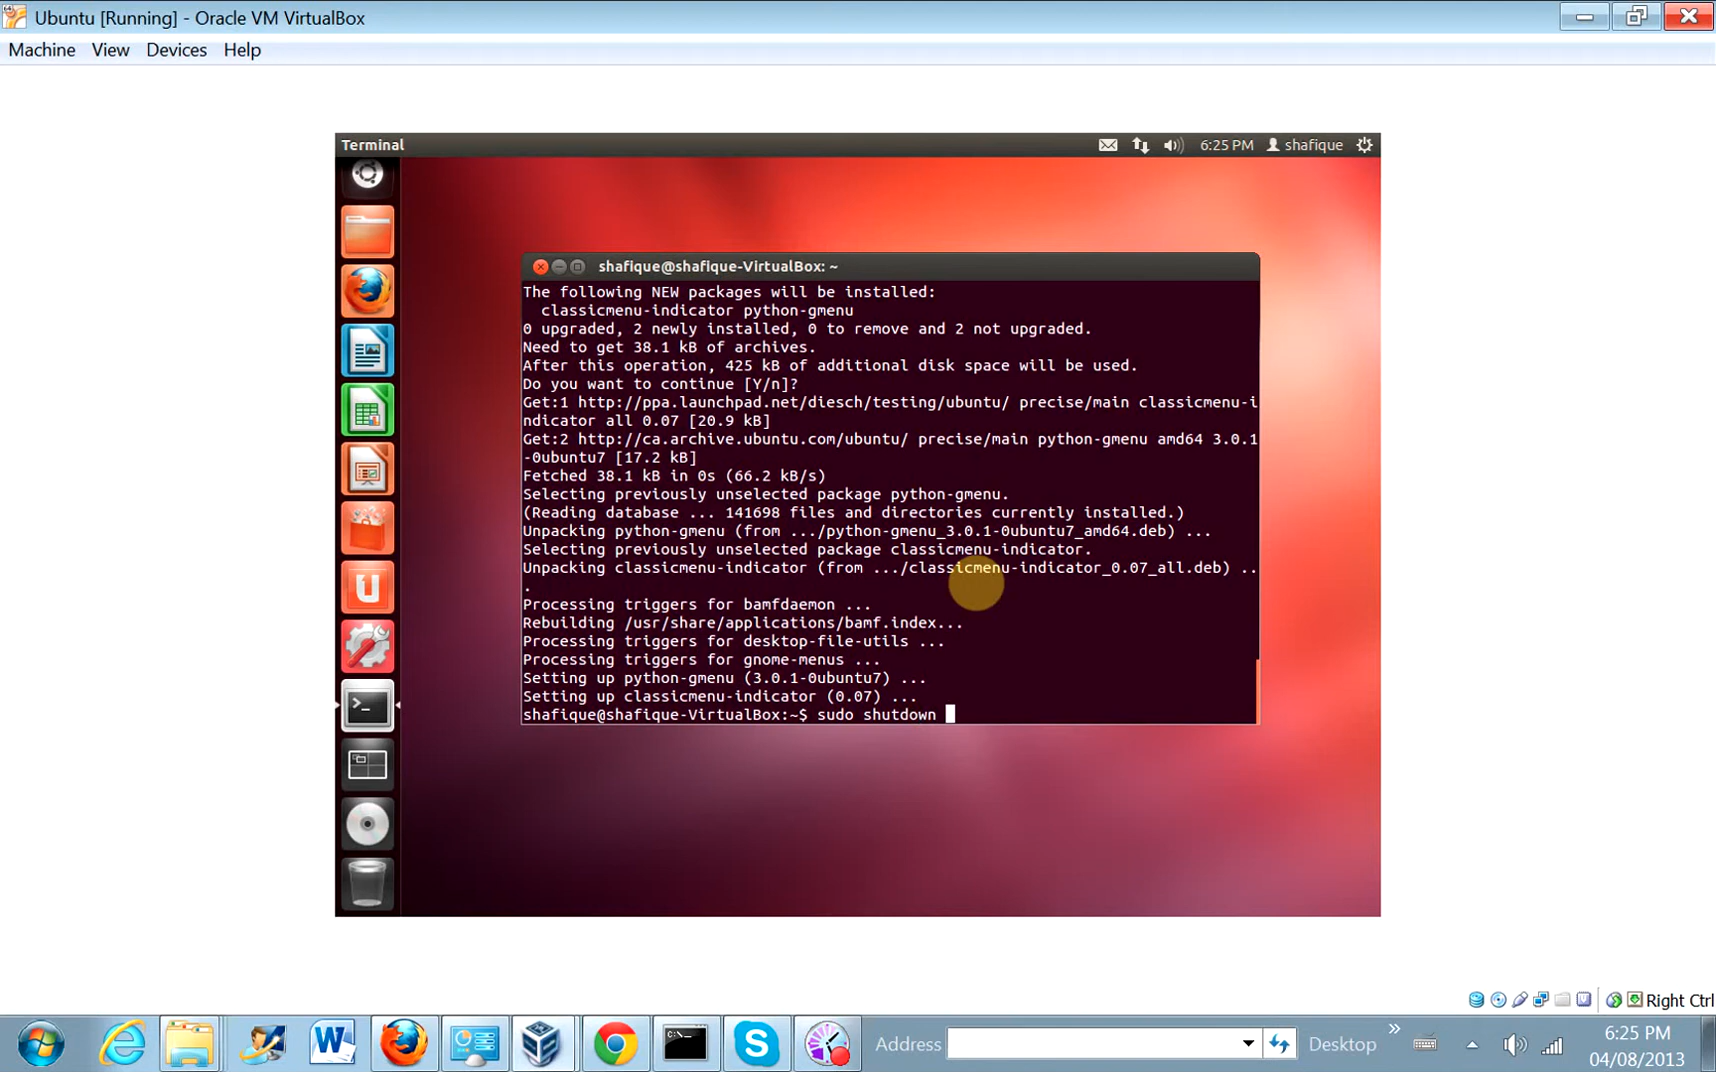 Ubuntu [Running] - Oracle VM VirtualBox
Machine View Devices Help
Terminal
6:25 PM shafique
shafique@shafique-VirtualBox: ~
The following NEW packages will be installed:
classicmenu-indicator python-gmenu
0 upgraded, 2 newly installed, 0 to remove and 2 not upgraded.
Need to get 38.1 kB of archives.
After this operation, 425 kB of additional disk space will be used.
Do you want to continue [Y/n]?
Get:1 http://ppa.launchpad.net/diesch/testing/ubuntu/ precise/main classicmenu-i
ndicator all 0.07 [20.9 kB]
Get:2 http://ca.archive.ubuntu.com/ubuntu/ precise/main python-gmenu amd64 3.0.1
-0ubuntu7 [17.2 kB]
Fetched 38.1 kB in 0s (66.2 kB/s)
Selecting previously unselected package python-gmenu.
(Reading database ... 141698 files and directories currently installed.)
Unpacking python-gmenu (from .../python-gmenu_3.0.1-0ubuntu7_amd64.deb) ...
Selecting previously unselected package classicmenu-indicator.
Unpacking classicmenu-indicator (from .../classicmenu-indicator_0.07_all.deb) ..
.
Processing triggers for bamfdaemon ...
Rebuilding /usr/share/applications/bamf.index...
Processing triggers for desktop-file-utils ...
Processing triggers for gnome-menus ...
Setting up python-gmenu (3.0.1-0ubuntu7) ...
Setting up classicmenu-indicator (0.07) ...
shafique@shafique-VirtualBox:~$ sudo shutdown
Right Ctrl
Address
Desktop
6:25 PM
04/08/2013